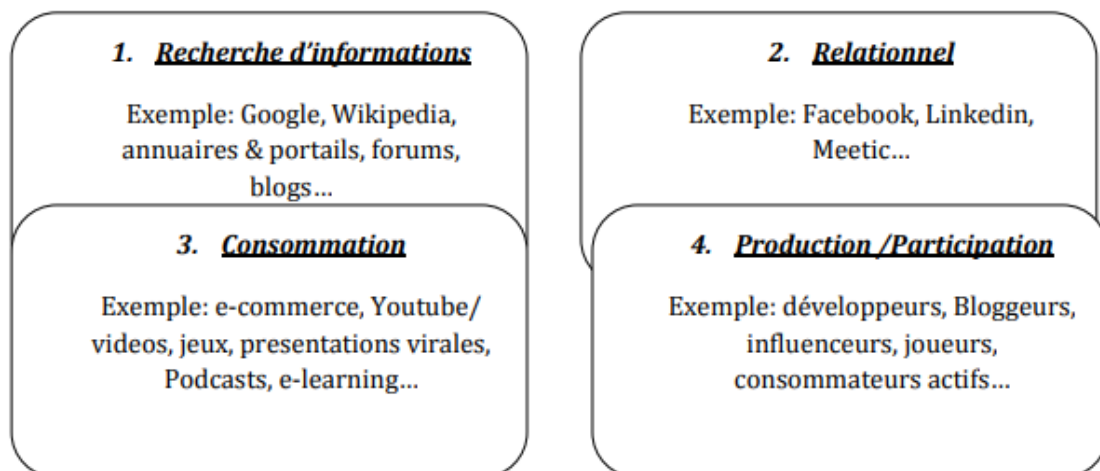 1. Recherche d'informations
Exemple: Google, Wikipedia,
annuaires & portails, forums,
blogs…
2. Relationnel
Exemple: Facebook, Linkedin,
Meetic…
3. Consommation
Exemple: e-commerce, Youtube/
videos, jeux, presentations virales,
Podcasts, e-learning…
4. Production /Participation
Exemple: développeurs, Bloggeurs,
influenceurs, joueurs,
consommateurs actifs…